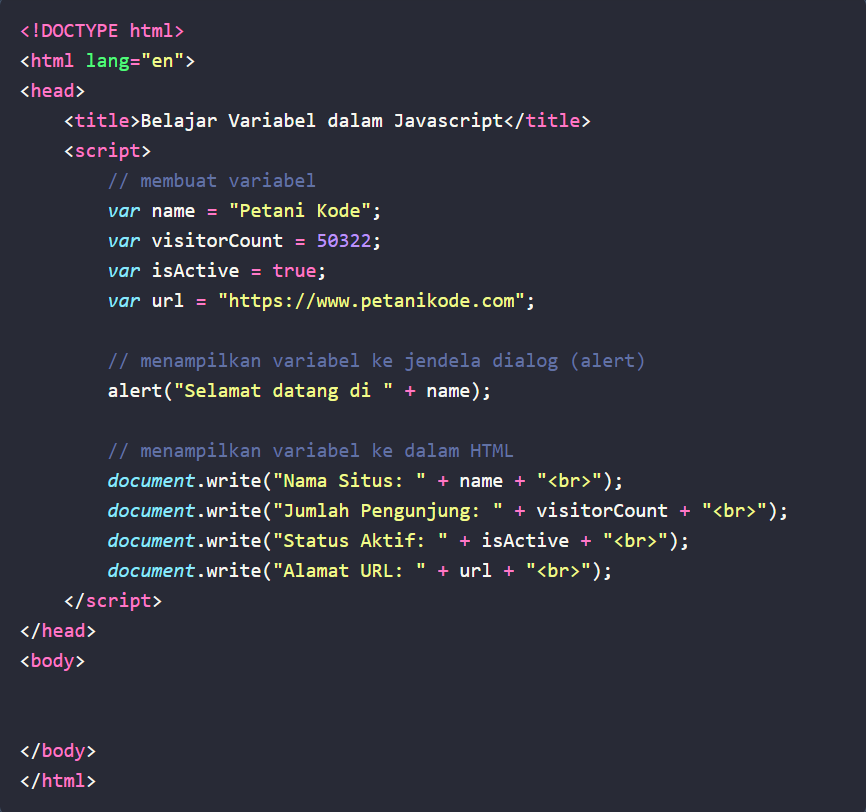 <!DOCTYPE html>
<html lang="en">
<head>
    <title>Belajar Variabel dalam Javascript</title>
    <script>
        // membuat variabel
        var name = "Petani Kode";
        var visitorCount = 50322;
        var isActive = true;
        var url = "https://www.petanikode.com";

        // menampilkan variabel ke jendela dialog (alert)
        alert("Selamat datang di " + name);

        // menampilkan variabel ke dalam HTML
        document.write("Nama Situs: " + name + "<br>");
        document.write("Jumlah Pengunjung: " + visitorCount + "<br>");
        document.write("Status Aktif: " + isActive + "<br>");
        document.write("Alamat URL: " + url + "<br>");
    </script>
</head>
<body>

</body>
</html>